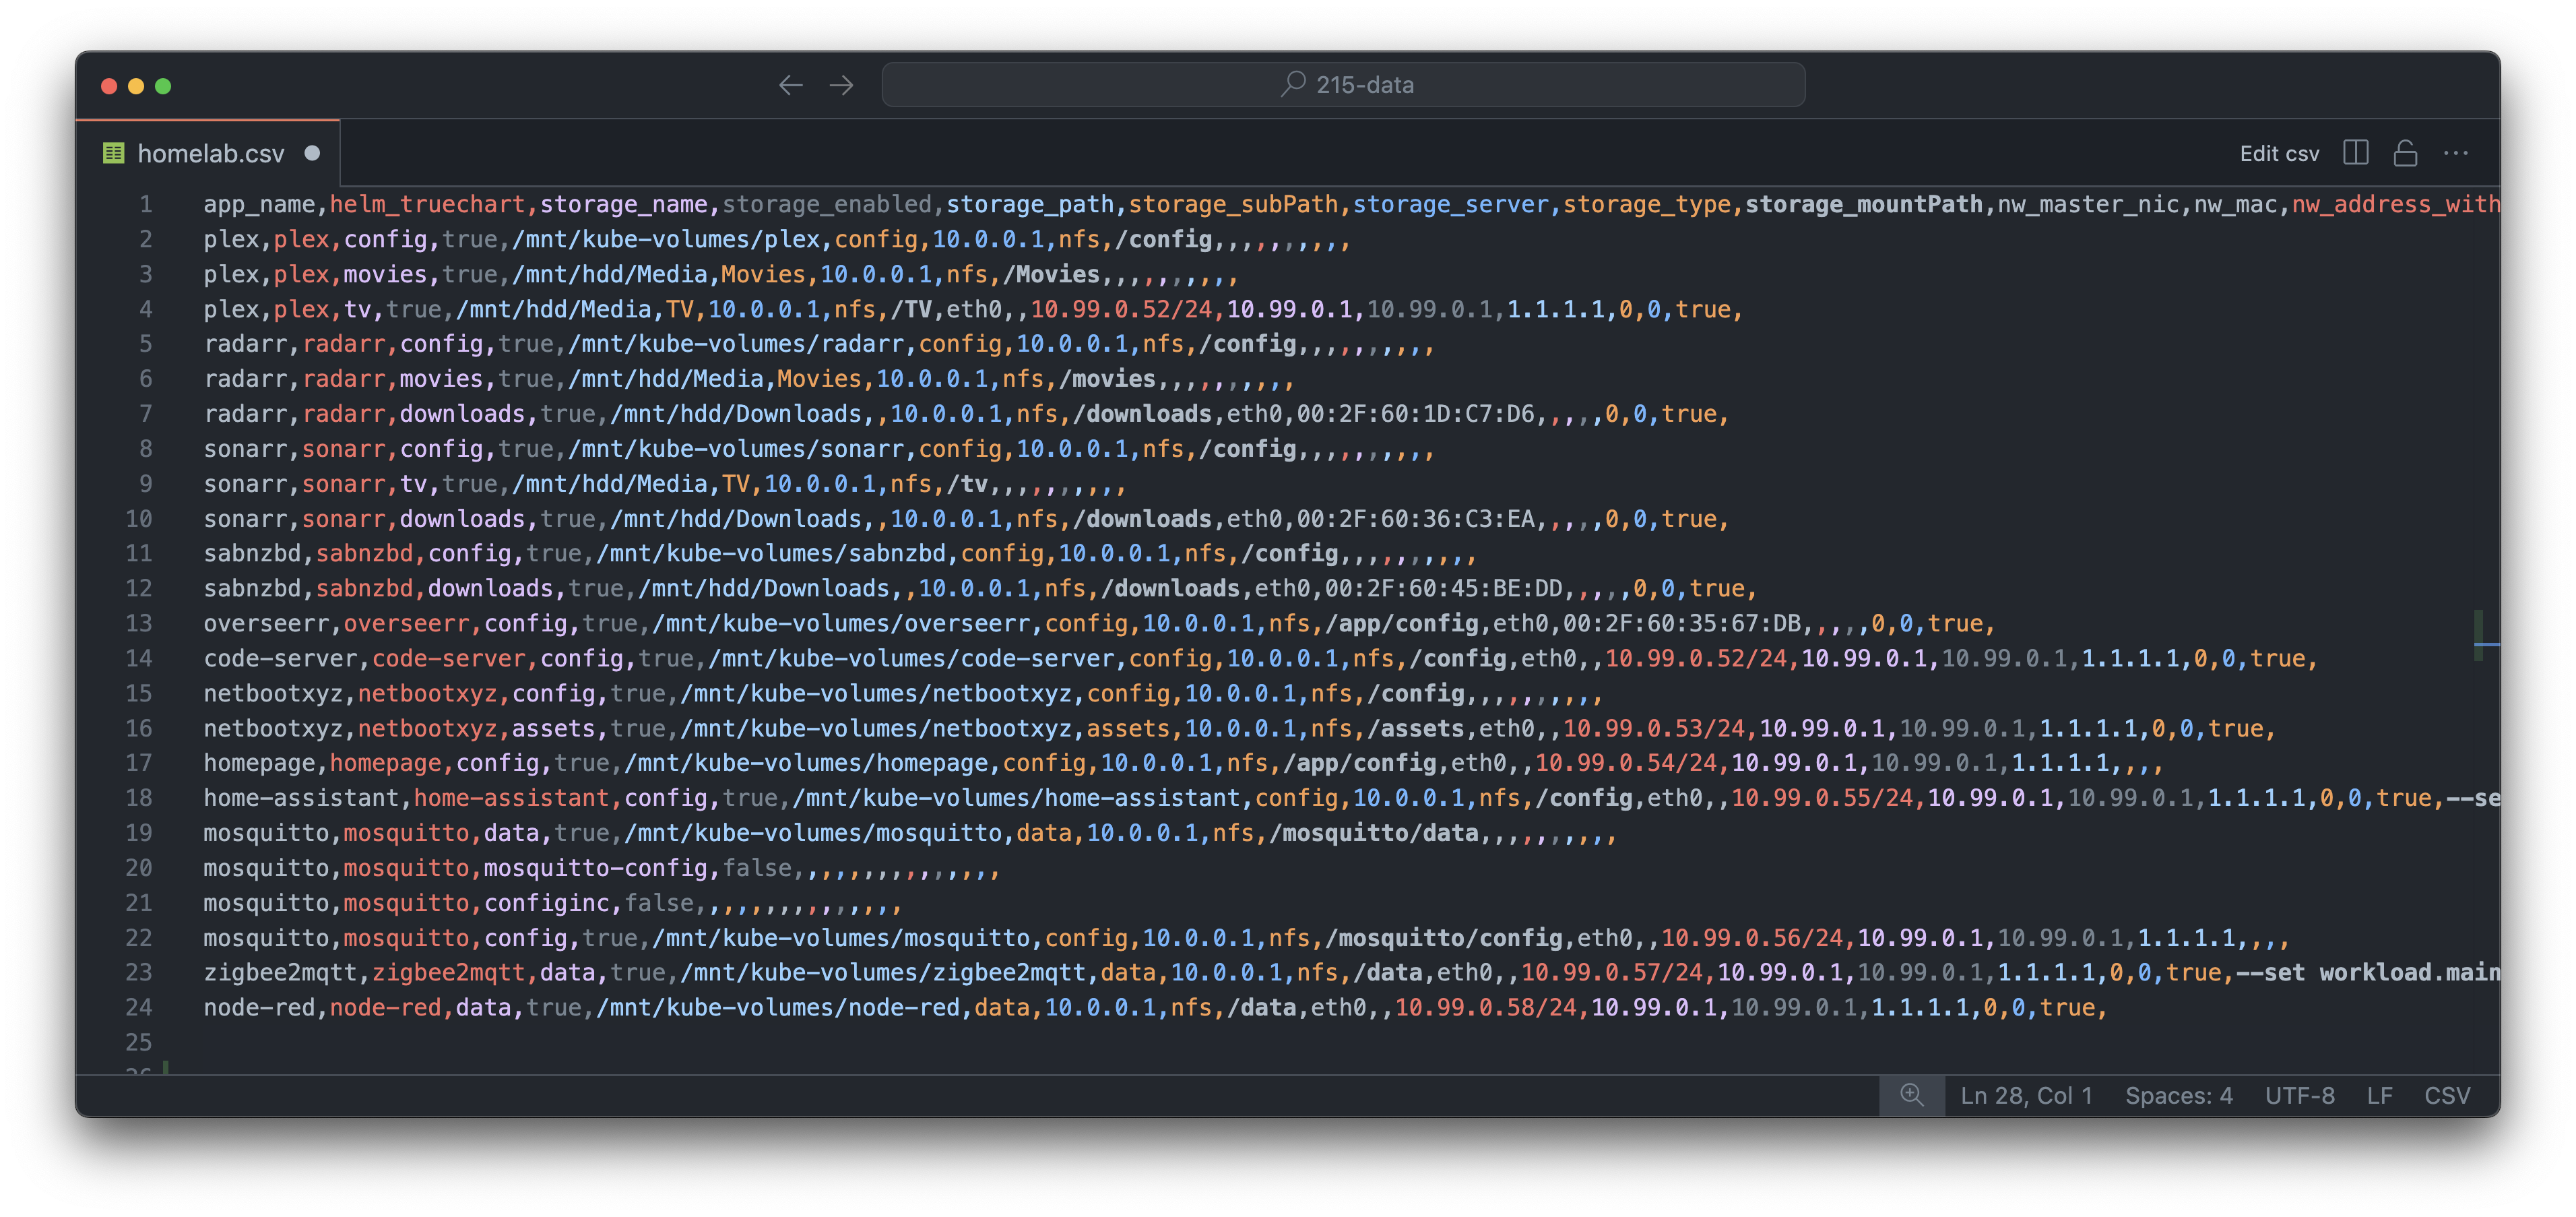 215-data
homelab.csv
Edit csv
1 app_name,helm_truechart,storage_name,storage_enabled,storage_path,storage_subPath,storage_server,storage_type,storage_mountPath,nw_master_nic,nw_mac,nw_address_with
2 plex,plex,config,true,/mnt/kube-volumes/plex,config,10.0.0.1,nfs,/config,,,,,,,,,,
3 plex,plex,movies,true,/mnt/hdd/Media,Movies,10.0.0.1,nfs,/Movies,,,,,,,,,,
4 plex,plex,tv,true,/mnt/hdd/Media,TV,10.0.0.1,nfs,/TV,eth0,,10.99.0.52/24,10.99.0.1,10.99.0.1,1.1.1.1,0,0,true,
5 radarr,radarr,config,true,/mnt/kube-volumes/radarr,config,10.0.0.1,nfs,/config,,,,,,,,,,
6 radarr,radarr,movies,true,/mnt/hdd/Media,Movies,10.0.0.1,nfs,/movies,,,,,,,,,,
7 radarr,radarr,downloads,true,/mnt/hdd/Downloads,,10.0.0.1,nfs,/downloads,eth0,00:2F:60:1D:C7:D6,,,,,0,0,true,
8 sonarr,sonarr,config,true,/mnt/kube-volumes/sonarr,config,10.0.0.1,nfs,/config,,,,,,,,,,
9 sonarr,sonarr,tv,true,/mnt/hdd/Media,TV,10.0.0.1,nfs,/tv,,,,,,,,,,
10 sonarr,sonarr,downloads,true,/mnt/hdd/Downloads,,10.0.0.1,nfs,/downloads,eth0,00:2F:60:36:C3:EA,,,,,0,0,true,
11 sabnzbd,sabnzbd,config,true,/mnt/kube-volumes/sabnzbd,config,10.0.0.1,nfs,/config,,,,,,,,,,
12 sabnzbd,sabnzbd,downloads,true,/mnt/hdd/Downloads,,10.0.0.1,nfs,/downloads,eth0,00:2F:60:45:BE:DD,,,,,0,0,true,
13 overseerr,overseerr,config,true,/mnt/kube-volumes/overseerr,config,10.0.0.1,nfs,/app/config,eth0,00:2F:60:35:67:DB,,,,,0,0,true,
14 code-server,code-server,config,true,/mnt/kube-volumes/code-server,config,10.0.0.1,nfs,/config,eth0,,10.99.0.52/24,10.99.0.1,10.99.0.1,1.1.1.1,0,0,true,
15 netbootxyz,netbootxyz,config,true,/mnt/kube-volumes/netbootxyz,config,10.0.0.1,nfs,/config,,,,,,,,,,
16 netbootxyz,netbootxyz,assets,true,/mnt/kube-volumes/netbootxyz,assets,10.0.0.1,nfs,/assets,eth0,,10.99.0.53/24,10.99.0.1,10.99.0.1,1.1.1.1,0,0,true,
17 homepage,homepage,config,true,/mnt/kube-volumes/homepage,config,10.0.0.1,nfs,/app/config,eth0,,10.99.0.54/24,10.99.0.1,10.99.0.1,1.1.1.1,,,,
18 home-assistant,home-assistant,config,true,/mnt/kube-volumes/home-assistant,config,10.0.0.1,nfs,/config,eth0,,10.99.0.55/24,10.99.0.1,10.99.0.1,1.1.1.1,0,0,true,--se
19 mosquitto,mosquitto,data,true,/mnt/kube-volumes/mosquitto,data,10.0.0.1,nfs,/mosquitto/data,,,,,,,,,,
20 mosquitto,mosquitto,mosquitto-config,false,,,,,,,,,,,,,,,
21 mosquitto,mosquitto,configinc,false,,,,,,,,,,,,,,,
22 mosquitto,mosquitto,config,true,/mnt/kube-volumes/mosquitto,config,10.0.0.1,nfs,/mosquitto/config,eth0,,10.99.0.56/24,10.99.0.1,10.99.0.1,1.1.1.1,,,,
23 zigbee2mqtt,zigbee2mqtt,data,true,/mnt/kube-volumes/zigbee2mqtt,data,10.0.0.1,nfs,/data,eth0,,10.99.0.57/24,10.99.0.1,10.99.0.1,1.1.1.1,0,0,true,--set workload.main
24 node-red,node-red,data,true,/mnt/kube-volumes/node-red,data,10.0.0.1,nfs,/data,eth0,,10.99.0.58/24,10.99.0.1,10.99.0.1,1.1.1.1,0,0,true,
25
26
Ln 28, Col 1 Spaces: 4 UTF-8 LF CSV